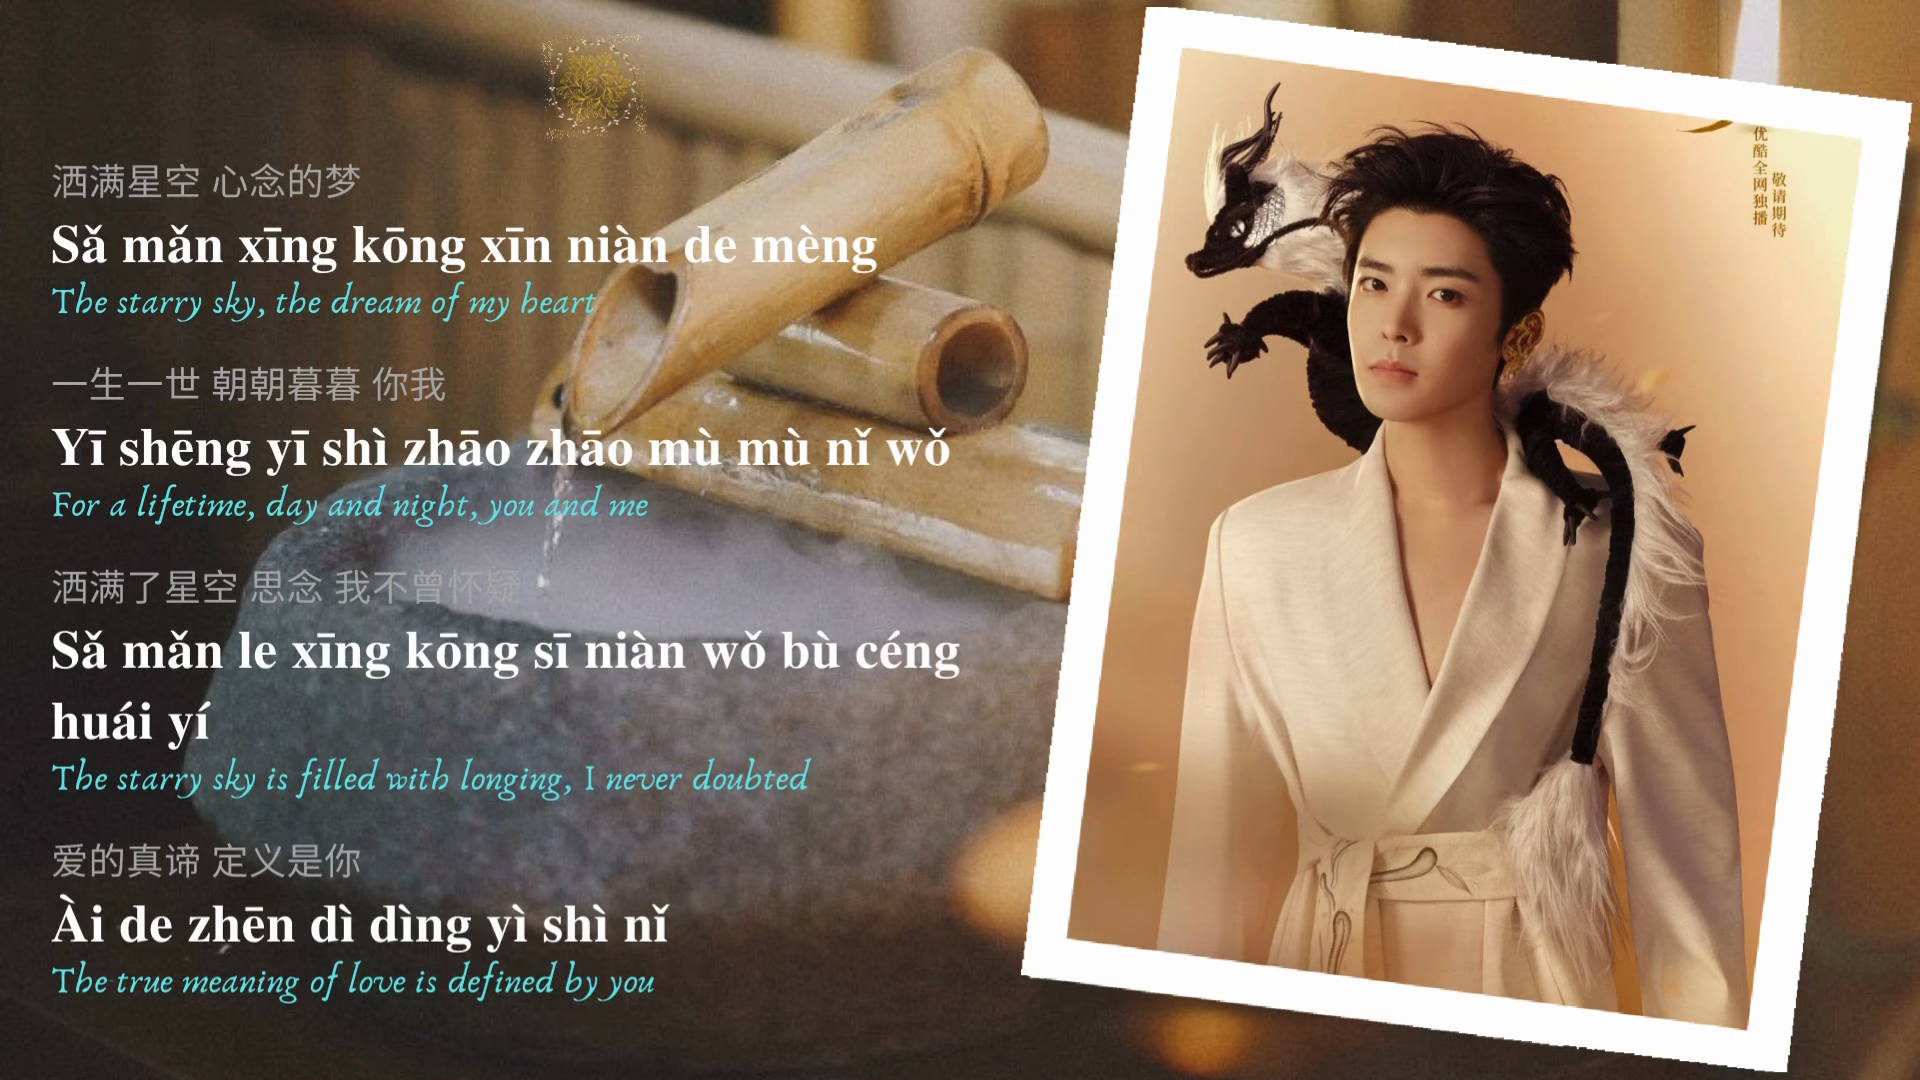 洒满星空 心念的梦
Sǎ mǎn xīng kōng xīn niàn de mèng
The starry sky, the dream of my heart
一生一世 朝朝暮暮 你我
Yī shēng yī shì zhāo zhāo mù mù nǐ wǒ
For a lifetime, day and night, you and me
洒满了星空 思念 我不曾怀疑
Sǎ mǎn le xīng kōng sī niàn wǒ bù céng
huái yí
The starry sky is filled with longing, I never doubted
爱的真谛 定义是你
Ài de zhēn dì dìng yì shì nǐ
The true meaning of love is defined by you
敬请期待
优酷全网独播